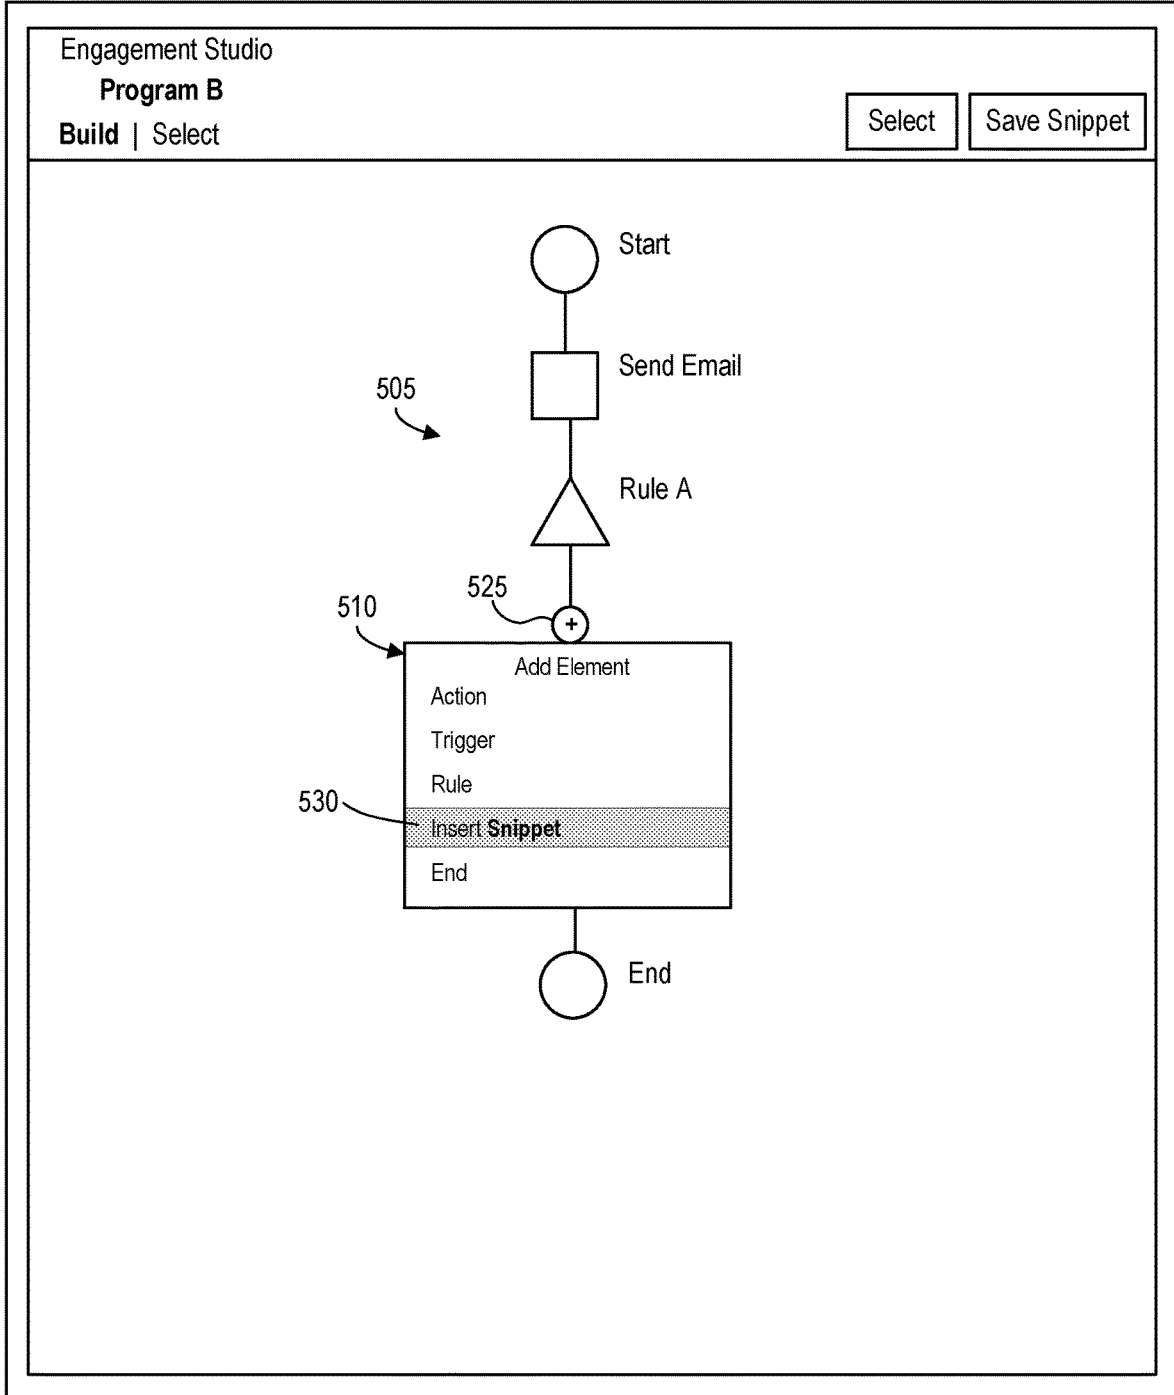 Engagement Studio
Program B
Build | Select
Select
Save Snippet
Start
Send Email
505
Rule A
525
+
510
Add Element
Action
Trigger
Rule
530
Insert Snippet
End
End